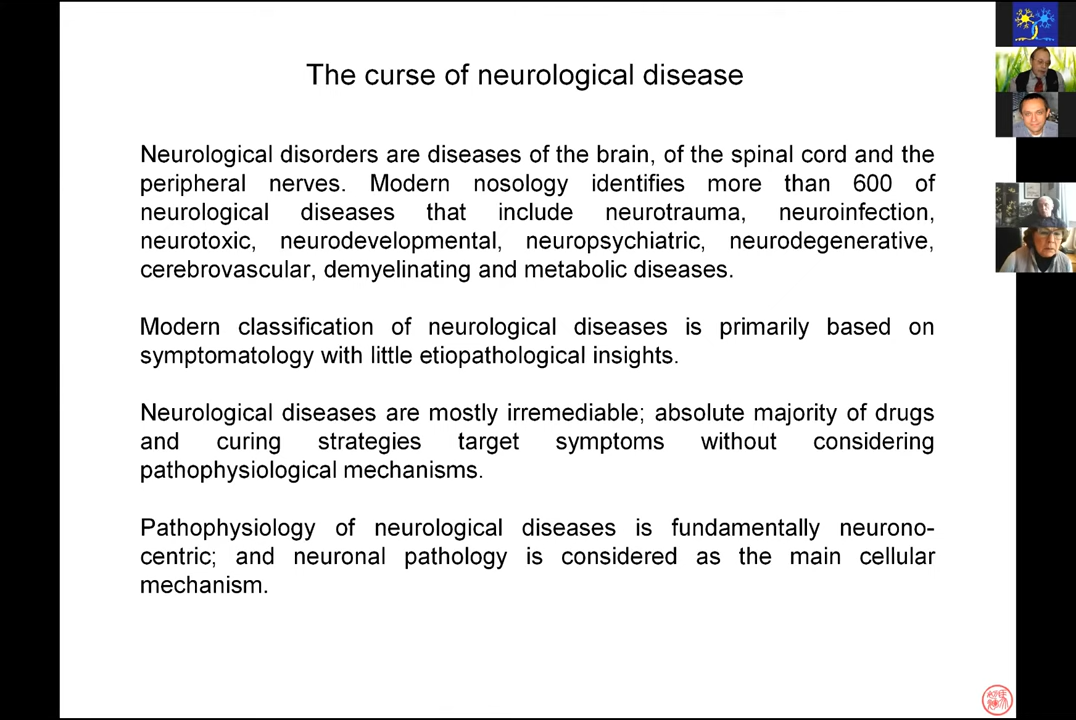 The curse of neurological disease
Neurological disorders are diseases of the brain, of the spinal cord and the
peripheral nerves. Modern nosology identifies more than 600 of
neurological diseases that include neurotrauma, neuroinfection,
neurotoxic, neurodevelopmental, neuropsychiatric, neurodegenerative,
cerebrovascular, demyelinating and metabolic diseases.
Modern classification of neurological diseases is primarily based on
symptomatology with little etiopathological insights.
Neurological diseases are mostly irremediable; absolute majority of drugs
and curing strategies target symptoms without considering
pathophysiological mechanisms.
Pathophysiology of neurological diseases is fundamentally neurono-
centric; and neuronal pathology is considered as the main cellular
mechanism.